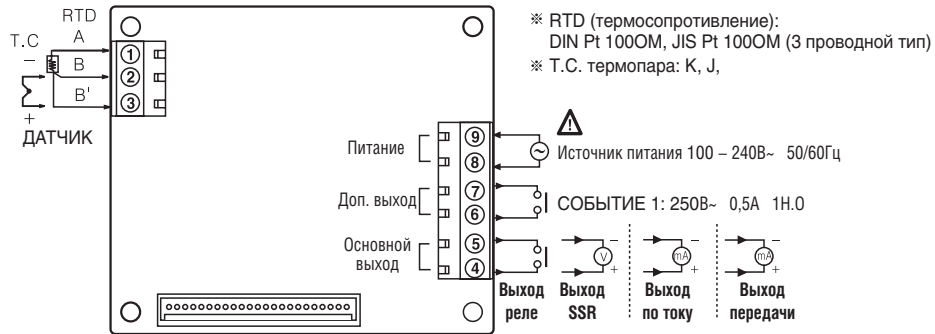 RTD
T.C A
−
B
B'
+
ДАТЧИК
1
2
3
※ RTD (термосопротивление):
DIN Pt 100OM, JIS Pt 100OM (3 проводной тип)
※ T.C. термопара: K, J,
Питание
9
8
Источник питания 100 – 240В~ 50/60Гц
Доп. выход
7
6
СОБЫТИЕ 1: 250В~ 0,5А 1Н.О
Основной
выход
5
4
− V +
− mA +
− mA +
Выход
реле
Выход
SSR
Выход
по току
Выход
передачи